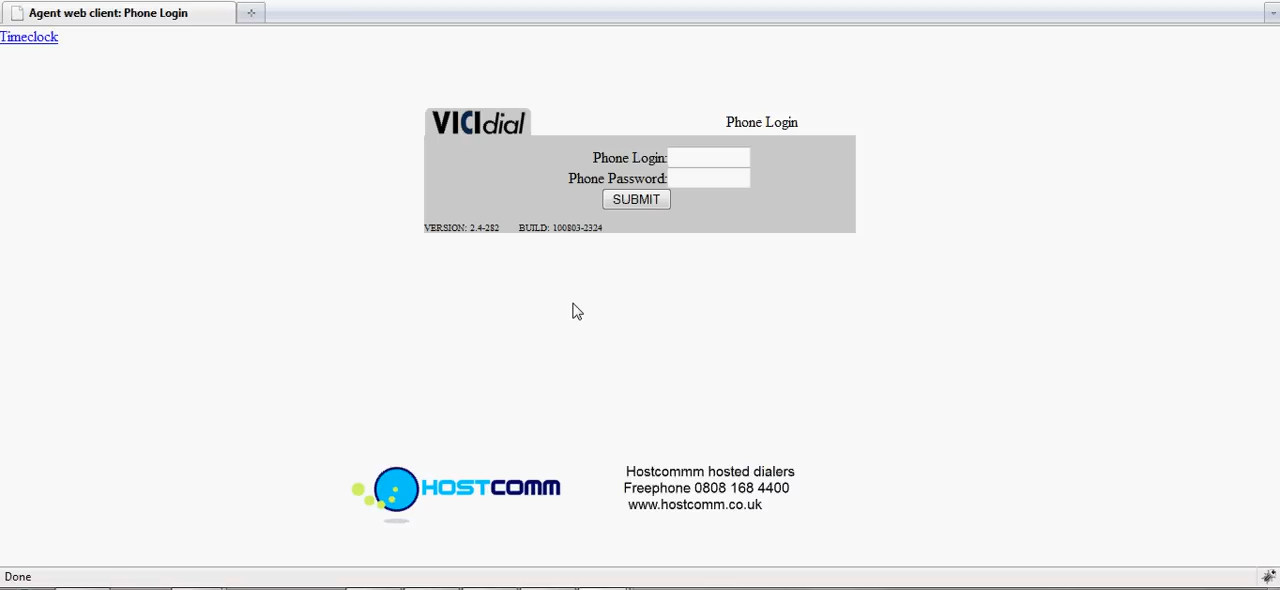 Agent web client: Phone Login
Timeclock
VICIdial
Phone Login
Phone Login:
Phone Password:
SUBMIT
VERSION: 2.4-282 BUILD: 100803-2324
HOSTCOMM
Hostcommm hosted dialers
Freephone 0808 168 4400
www.hostcomm.co.uk
Done